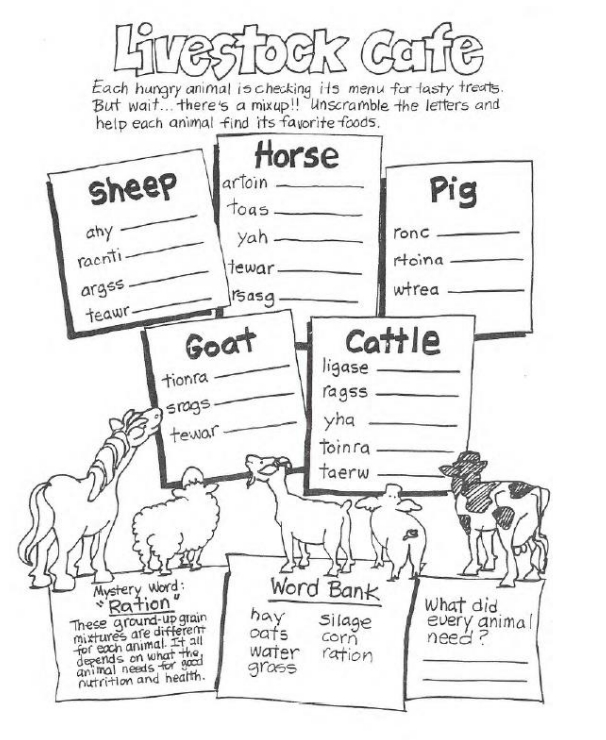 Livestock Cafe
Each hungry animal is checking its menu for tasty treats.
But wait... there's a mixup!! Unscramble the letters and
help each animal find its favorite foods.
Sheep
ahy
racnti
argss
teawr
Horse
artoin
toas
yah
tewar
rsasg
Pig
ronc
rtoina
wtrea
Goat
tionra
srags
tewar
Cattle
ligase
ragss
yha
toinra
taerw
Mystery Word:
"Ration"
These ground-up grain
mixtures are different
for each animal. It all
depends on what the
animal needs for good
nutrition and health.
Word Bank
hay silage
oats corn
water ration
grass
What did
every animal
need?